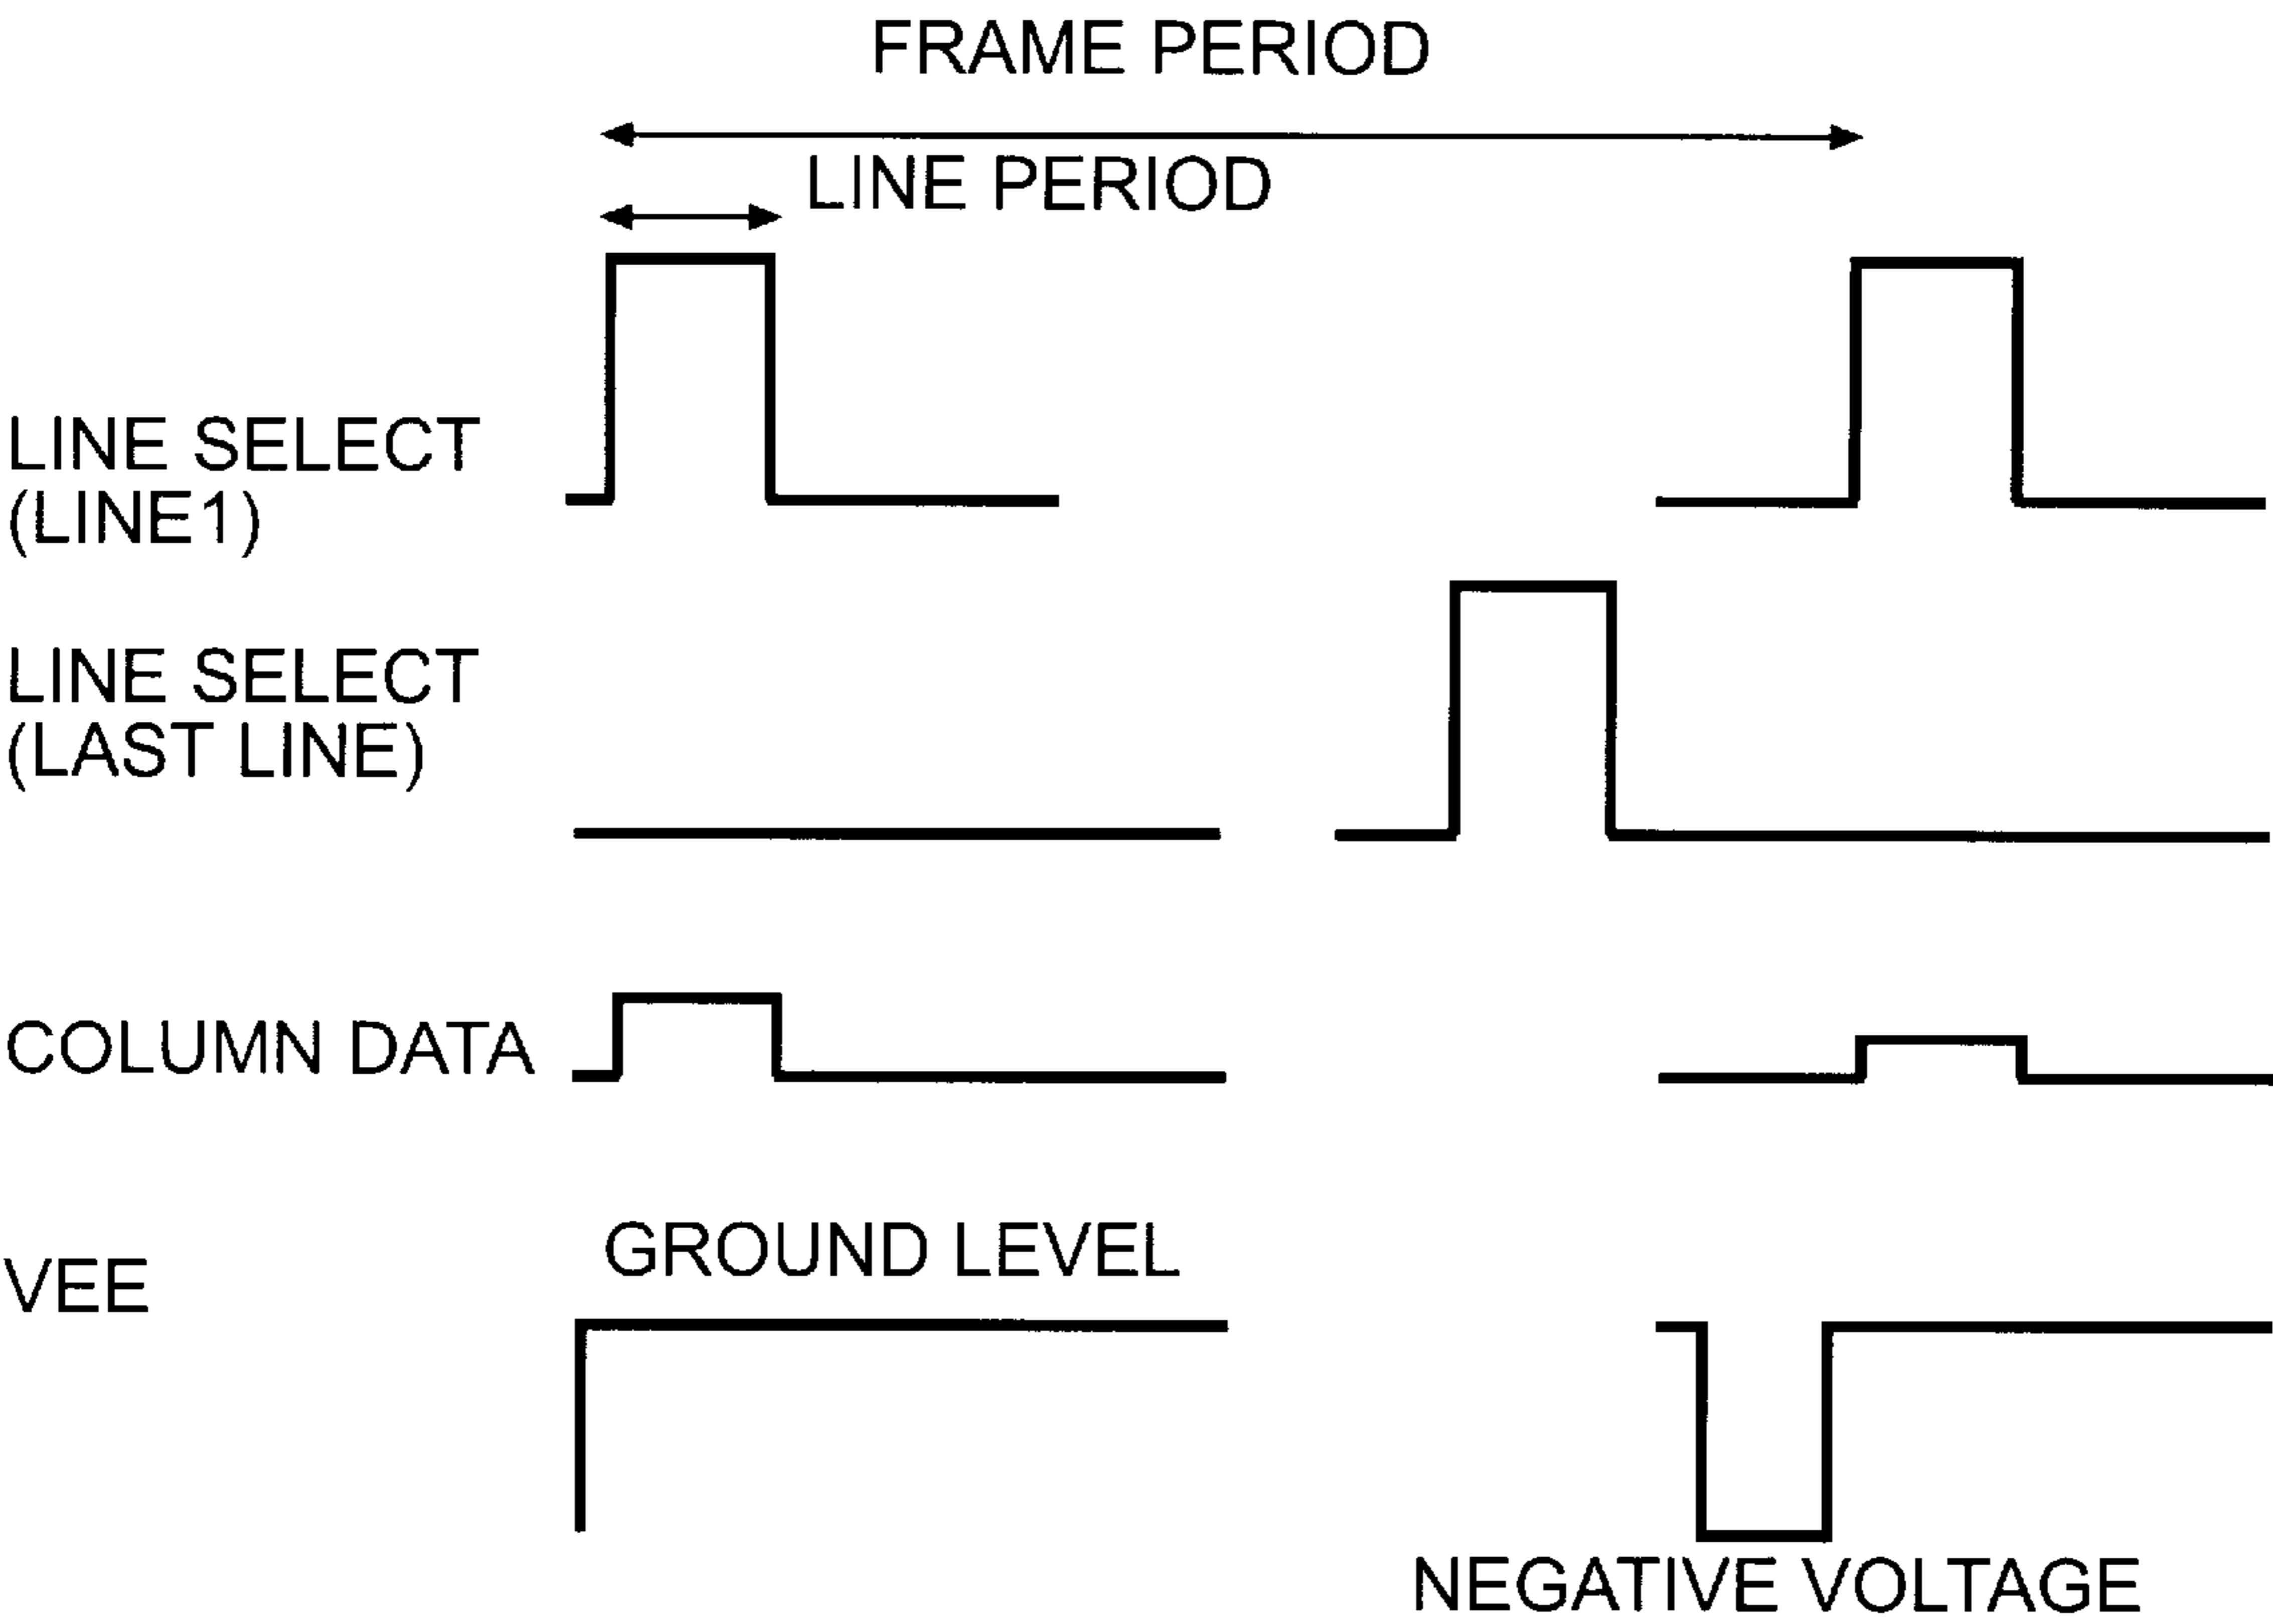 FRAME PERIOD
LINE PERIOD
LINE SELECT
(LINE1)
LINE SELECT
(LAST LINE)
COLUMN DATA
VEE
GROUND LEVEL
NEGATIVE VOLTAGE